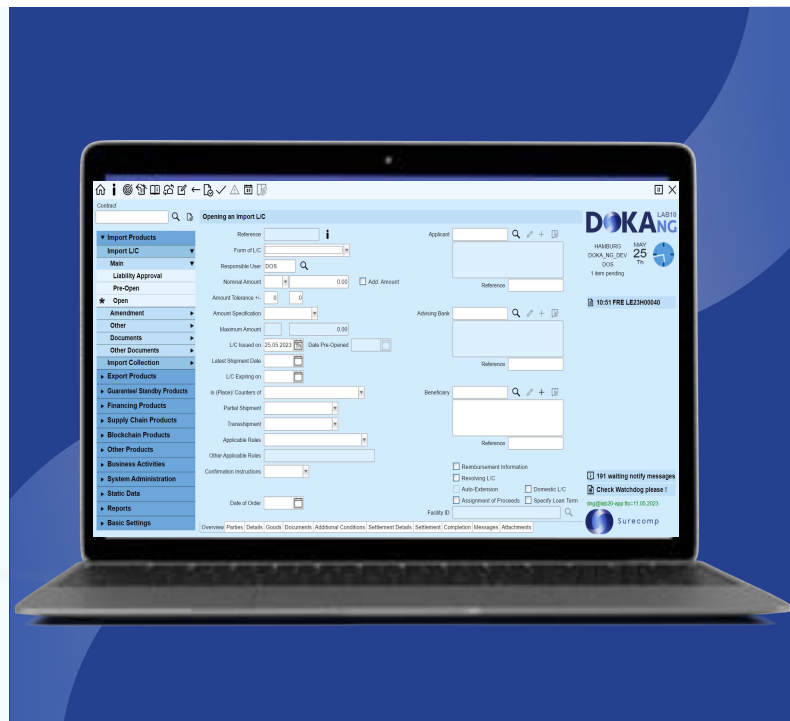 Contract
Opening an Import L/C
DOKA NG LAB10
Import Products
Import L/C
Main
Liability Approval
Pre-Open
Open
Amendment
Other
Documents
Other Documents
Import Collection
Export Products
Guarantee/ Standby Products
Financing Products
Supply Chain Products
Blockchain Products
Other Products
Business Activities
System Administration
Static Data
Reports
Basic Settings
Reference
Form of L/C
Responsible User DOS
Nominal Amount 0.00 Add. Amount
Amount Tolerance +/- 0 0
Amount Specification
Maximum Amount 0.00
L/C Issued on 25.05.2023 Date Pre-Opened
Latest Shipment Date
L/C Expiring on
in (Place)/ Counters of
Partial Shipment
Transshipment
Applicable Rules
Other Applicable Rules
Confirmation Instructions
Date of Order
Applicant
Reference
Advising Bank
Reference
Beneficiary
Reference
Reimbursement Information
Revolving L/C
Auto-Extension Domestic L/C
Assignment of Proceeds Specify Loan Term
Facility ID
Overview Parties Details Goods Documents Additional Conditions Settlement Details Settlement Completion Messages Attachments
HAMBURG
DOKA_NG_DEV
DOS
MAY
25
Th
1 item pending
10:51 FRE LE23H00040
191 waiting notify messages
Check Watchdog please !
dng@lab20-app tts=11.05.2023
Surecomp